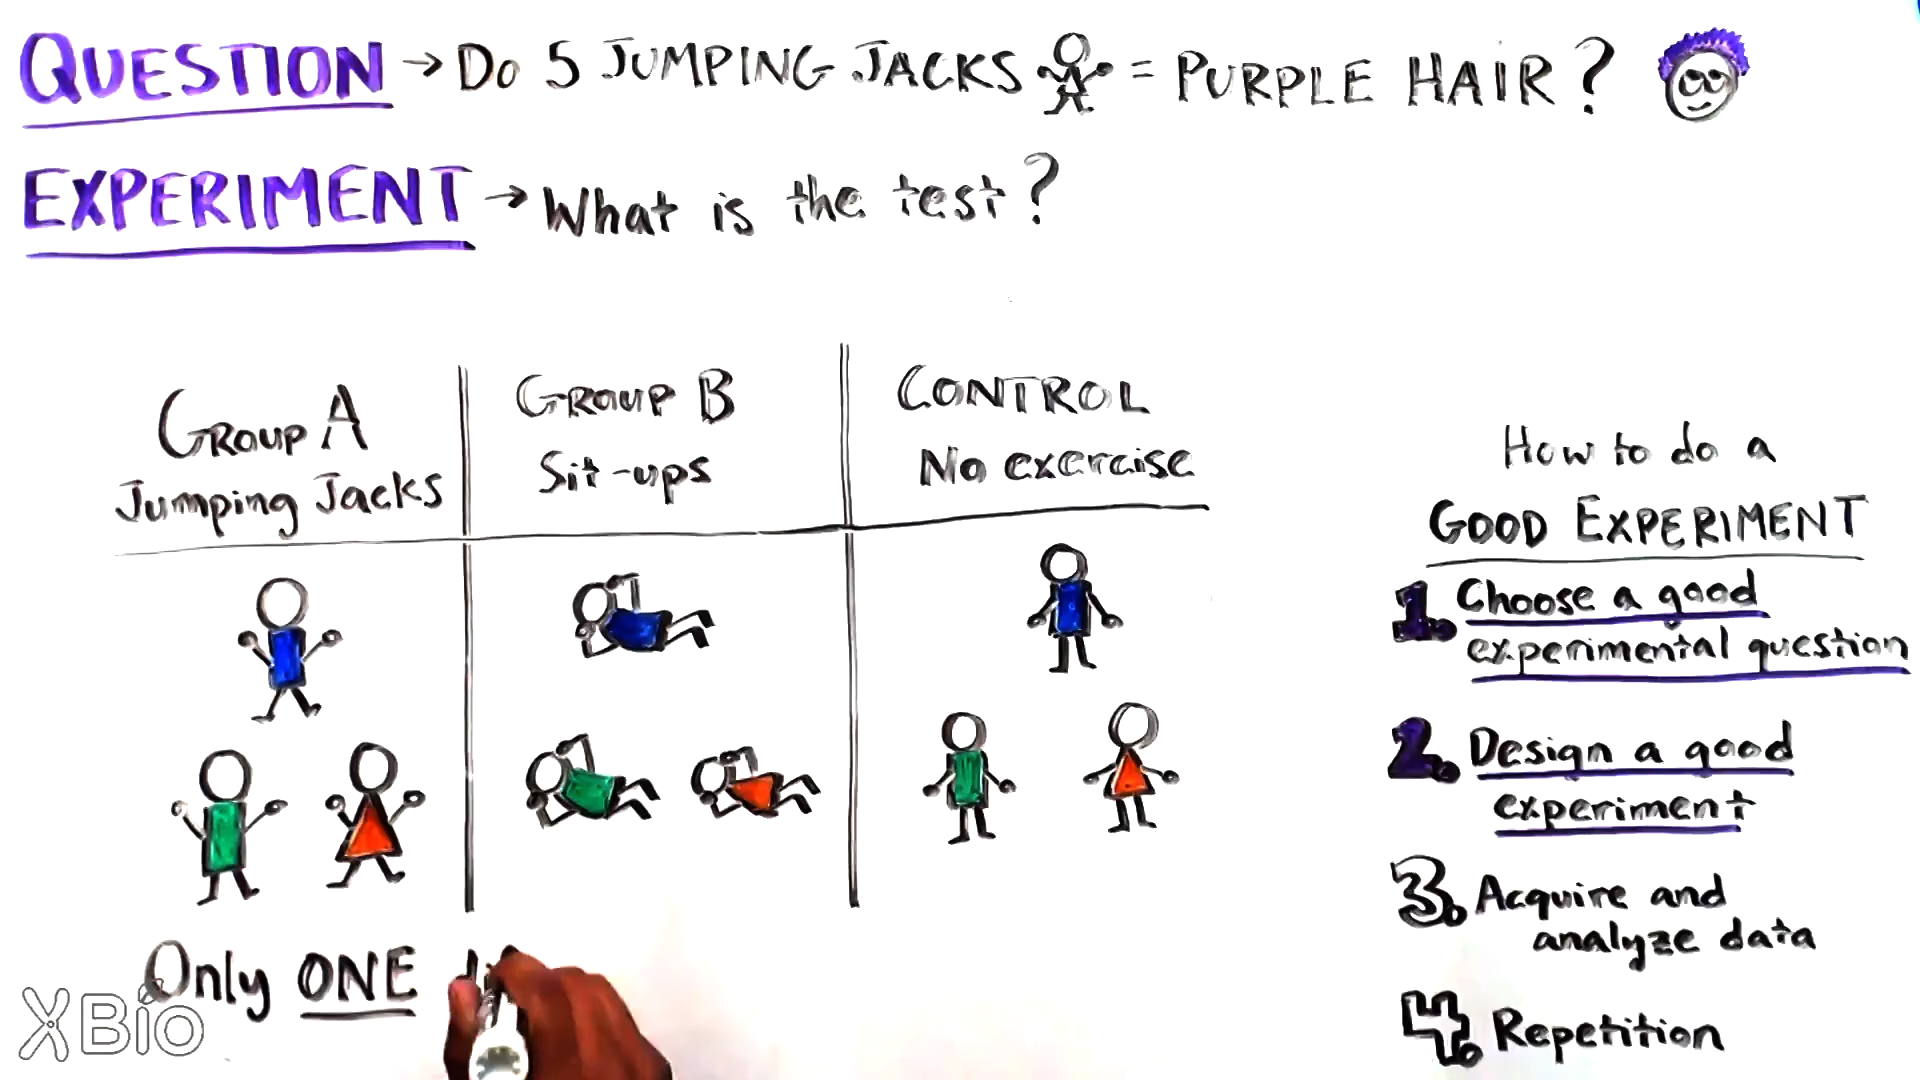 QUESTION → DO 5 JUMPING JACKS = PURPLE HAIR?
EXPERIMENT → What is the test?
GROUP A
Jumping Jacks
GROUP B
Sit-ups
CONTROL
No exercise
Only ONE
How to do a
GOOD EXPERIMENT
1. Choose a good
experimental question
2. Design a good
experiment
3. Acquire and
analyze data
4. Repetition
XBio